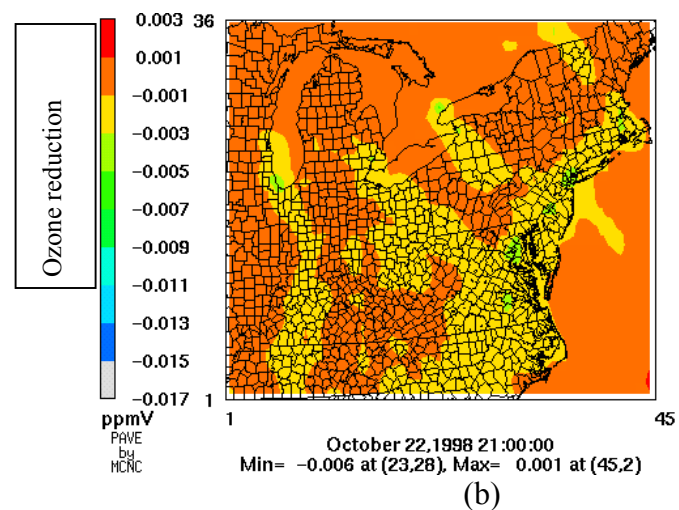 Ozone reduction
0.003
0.001
-0.001
-0.003
-0.005
-0.007
-0.009
-0.011
-0.013
-0.015
-0.017
ppmV
PAVE
by
MCNC
36
1
1
45
October 22,1998 21:00:00
Min= -0.006 at (23,28), Max= 0.001 at (45,2)
(b)